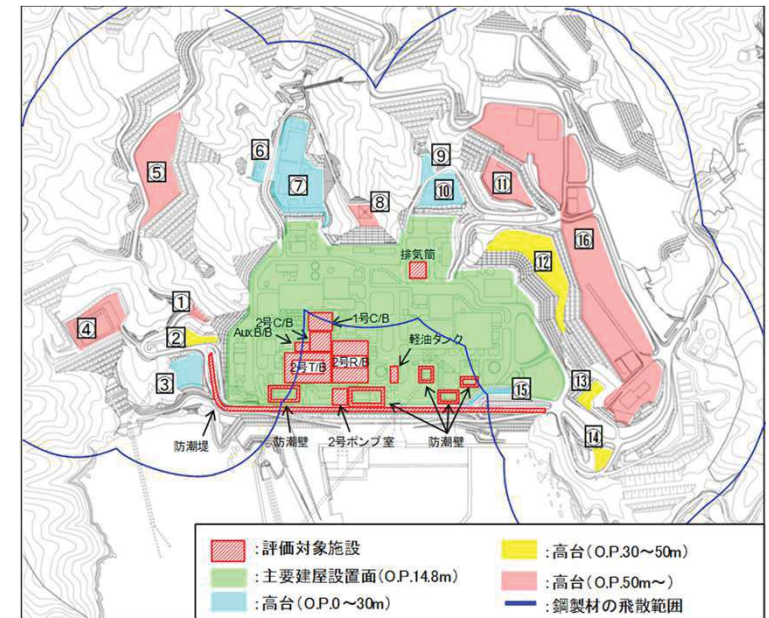 ⑥
⑨
⑤
⑦
⑩
⑪
⑧
⑯
排気筒
⑫
①
④
②
2号C/B
1号C/B
Aux.B/B
軽油タンク
③
2号T/B
2号R/B
⑮
⑬
⑭
防潮堤
防潮壁
2号ポンプ室
防潮壁
:評価対象施設
:主要建屋設置面(O.P.14.8m)
:高台(O.P.0～30m)
:高台(O.P.30～50m)
:高台(O.P.50m～)
:鋼製材の飛散範囲